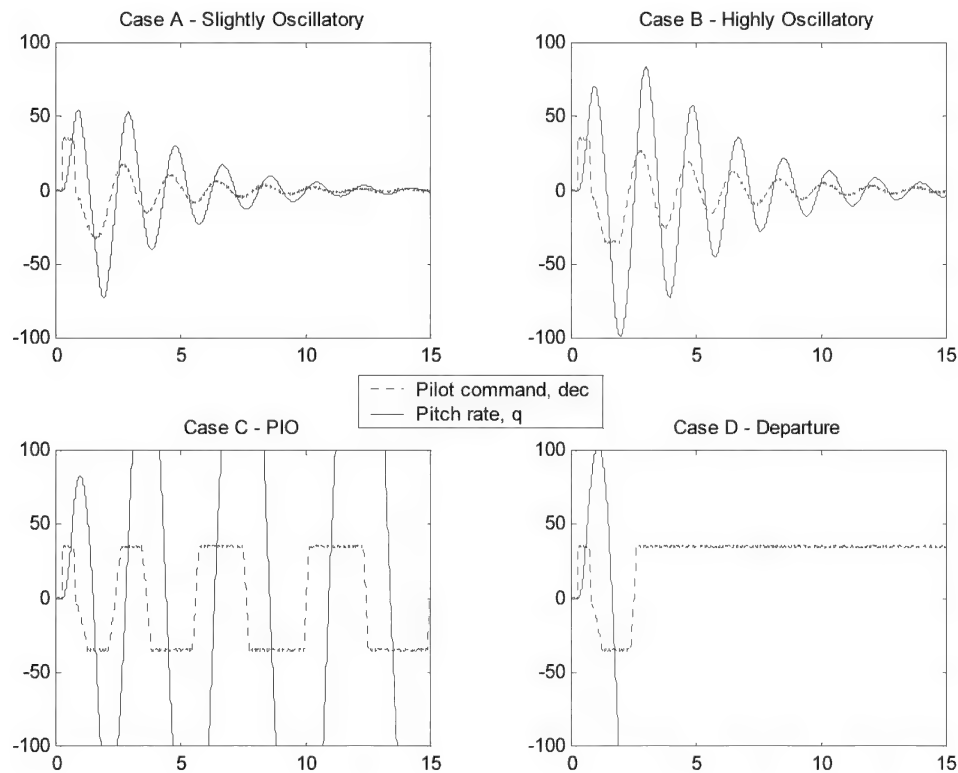 Case A - Slightly Oscillatory
100
50
0
-50
-100
0 5 10 15
Case B - Highly Oscillatory
100
50
0
-50
-100
0 5 10 15
Pilot command, dec
Pitch rate, q
Case C - PIO
100
50
0
-50
-100
0 5 10 15
Case D - Departure
100
50
0
-50
-100
0 5 10 15